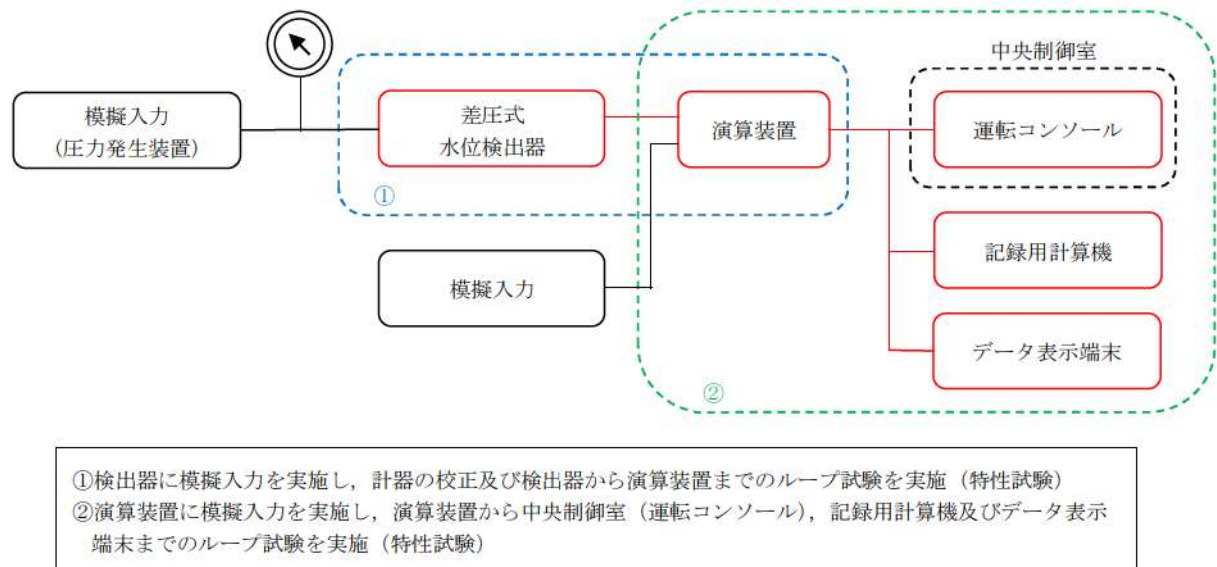 中央制御室
模擬入力
(圧力発生装置)
差圧式
水位検出器
演算装置
運転コンソール
①
模擬入力
記録用計算機
データ表示端末
②
①検出器に模擬入力を実施し，計器の校正及び検出器から演算装置までのループ試験を実施（特性試験）
②演算装置に模擬入力を実施し，演算装置から中央制御室（運転コンソール），記録用計算機及びデータ表示
端末までのループ試験を実施（特性試験）